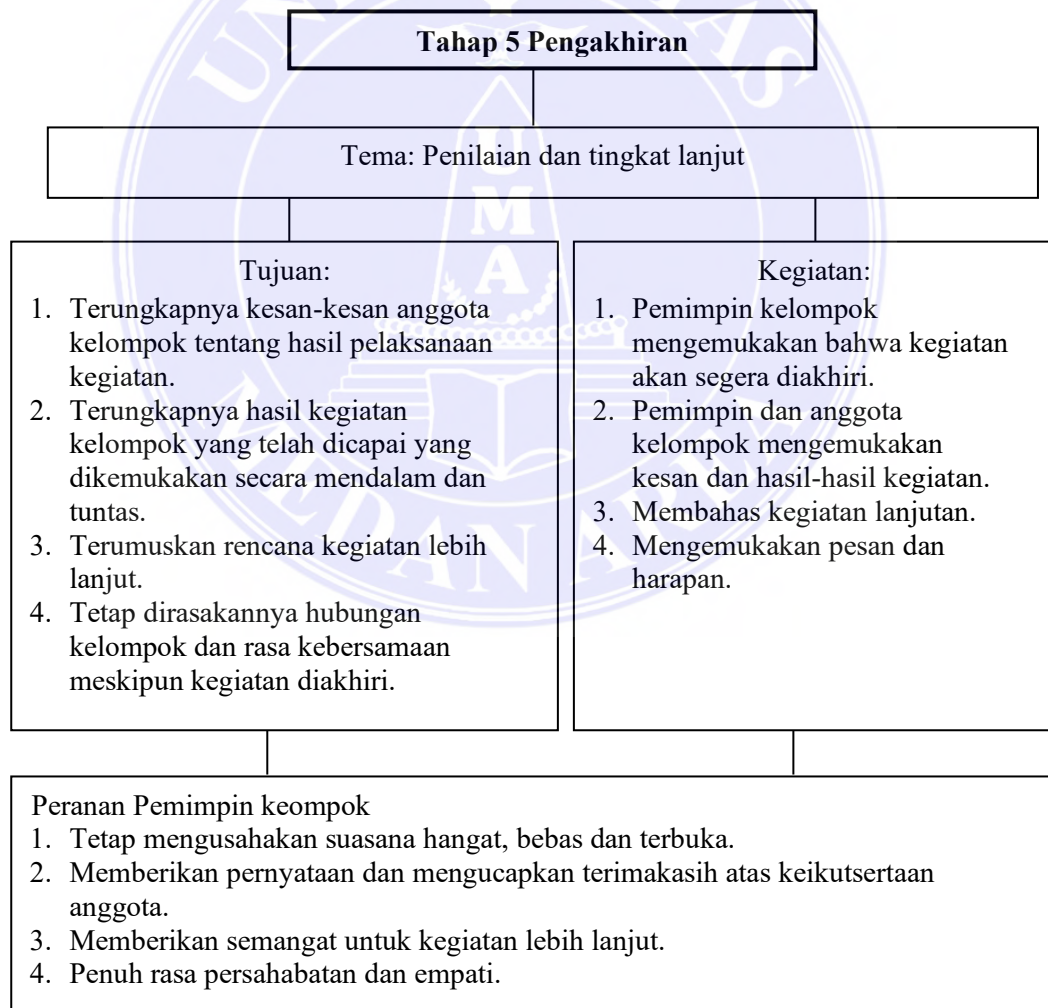 Tahap 5 Pengakhiran
Tema: Penilaian dan tingkat lanjut
Tujuan:
1. Terungkapnya kesan-kesan anggota
kelompok tentang hasil pelaksanaan
kegiatan.
2. Terungkapnya hasil kegiatan
kelompok yang telah dicapai yang
dikemukakan secara mendalam dan
tuntas.
3. Terumuskan rencana kegiatan lebih
lanjut.
4. Tetap dirasakannya hubungan
kelompok dan rasa kebersamaan
meskipun kegiatan diakhiri.
Kegiatan:
1. Pemimpin kelompok
mengemukakan bahwa kegiatan
akan segera diakhiri.
2. Pemimpin dan anggota
kelompok mengemukakan
kesan dan hasil-hasil kegiatan.
3. Membahas kegiatan lanjutan.
4. Mengemukakan pesan dan
harapan.
Peranan Pemimpin keompok
1. Tetap mengusahakan suasana hangat, bebas dan terbuka.
2. Memberikan pernyataan dan mengucapkan terimakasih atas keikutsertaan
anggota.
3. Memberikan semangat untuk kegiatan lebih lanjut.
4. Penuh rasa persahabatan dan empati.
UMA
MEDAN AREA